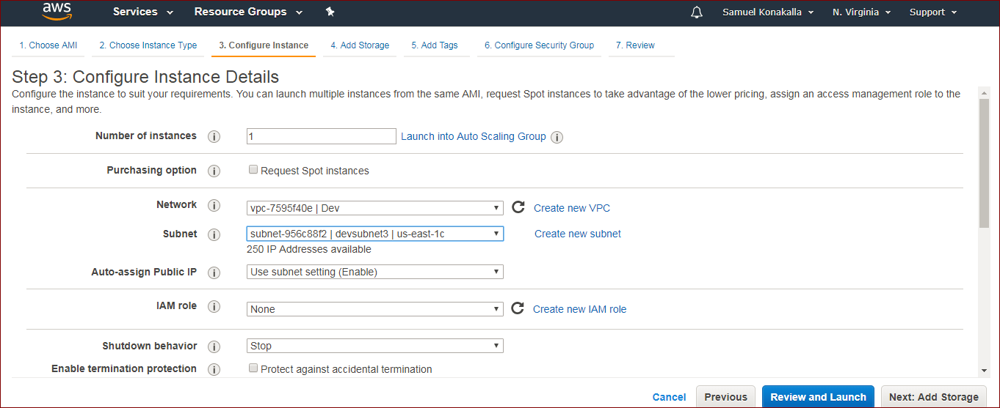 aws Services Resource Groups Samuel Konakalla N. Virginia Support
1. Choose AMI 2. Choose Instance Type 3. Configure Instance 4. Add Storage 5. Add Tags 6. Configure Security Group 7. Review
Step 3: Configure Instance Details
Configure the instance to suit your requirements. You can launch multiple instances from the same AMI, request Spot instances to take advantage of the lower pricing, assign an access management role to the
instance, and more.
Number of instances i 1 Launch into Auto Scaling Group i
Purchasing option i Request Spot instances
Network i vpc-7595f40e | Dev Create new VPC
Subnet i subnet-956c88f2 | devsubnet3 | us-east-1c Create new subnet
250 IP Addresses available
Auto-assign Public IP i Use subnet setting (Enable)
IAM role i None Create new IAM role
Shutdown behavior i Stop
Enable termination protection i Protect against accidental termination
Cancel Previous Review and Launch Next: Add Storage